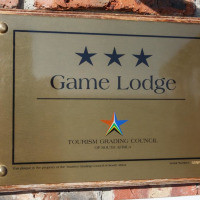 ★★★
Game Lodge
TOURISM GRADING COUNCIL
OF SOUTH AFRICA